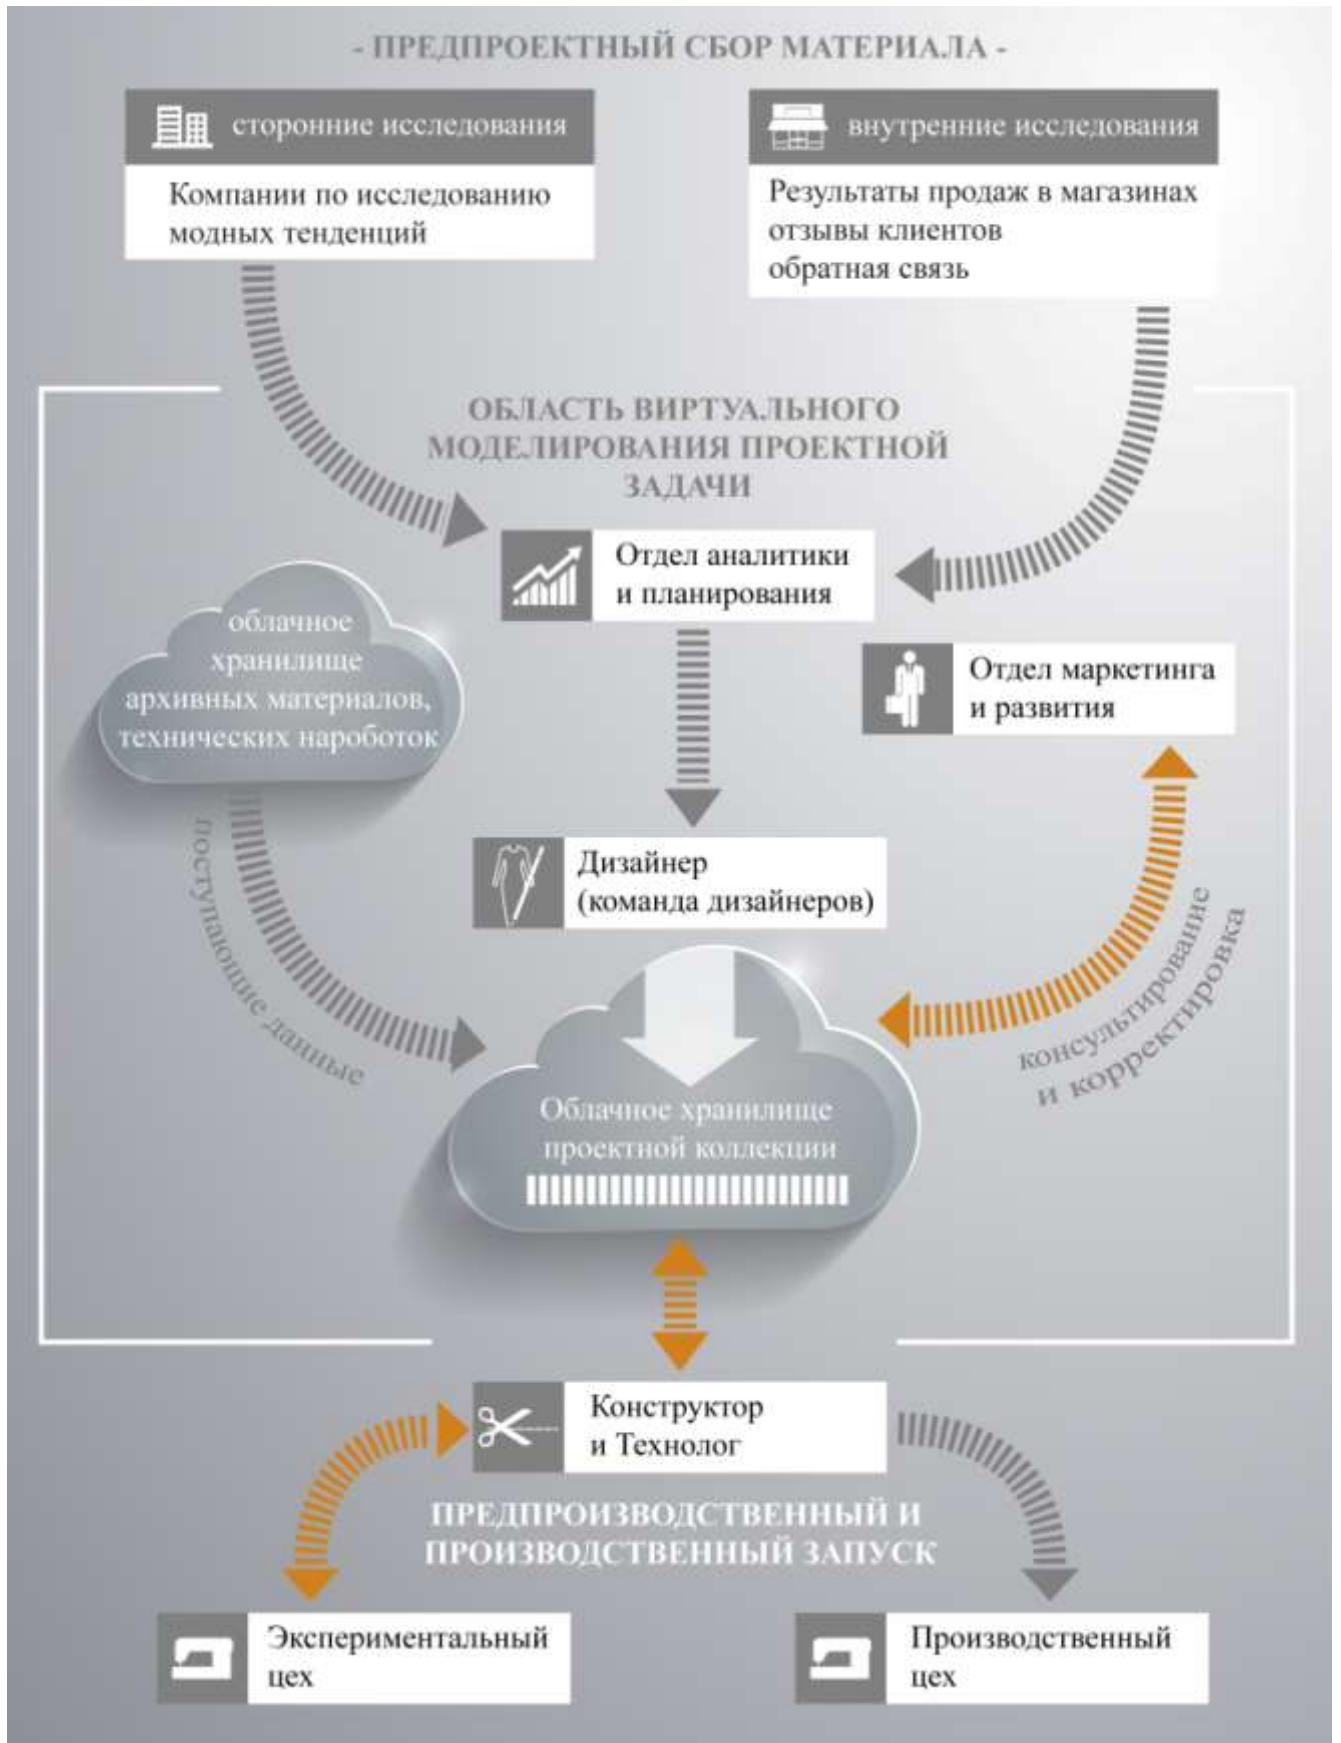 - ПРЕДПРОЕКТНЫЙ СБОР МАТЕРИАЛА -
сторонние исследования
Компании по исследованию
модных тенденций
внутренние исследования
Результаты продаж в магазинах
отзывы клиентов
обратная связь
ОБЛАСТЬ ВИРТУАЛЬНОГО
МОДЕЛИРОВАНИЯ ПРОЕКТНОЙ
ЗАДАЧИ
Отдел аналитики
и планирования
облачное
хранилище
архивных материалов,
технических нароботок
Отдел маркетинга
и развития
поступающие данные
Дизайнер
(команда дизайнеров)
консультирование
и корректировка
Облачное хранилище
проектной коллекции
Конструктор
и Технолог
ПРЕДПРОИЗВОДСТВЕННЫЙ И
ПРОИЗВОДСТВЕННЫЙ ЗАПУСК
Экспериментальный
цех
Производственный
цех